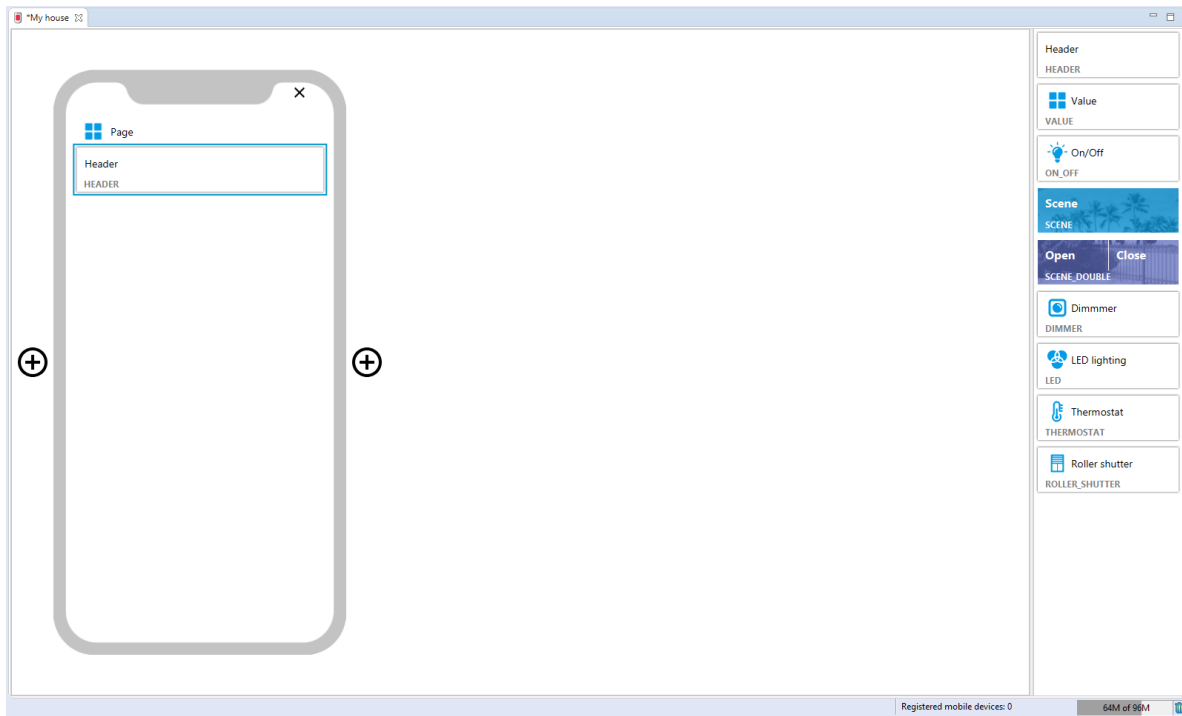 *My house
Page
Header
HEADER
Header
HEADER
Value
VALUE
On/Off
ON_OFF
Scene
SCENE
Open Close
SCENE_DOUBLE
Dimmmer
DIMMER
LED lighting
LED
Thermostat
THERMOSTAT
Roller shutter
ROLLER_SHUTTER
Registered mobile devices: 0
64M of 96M